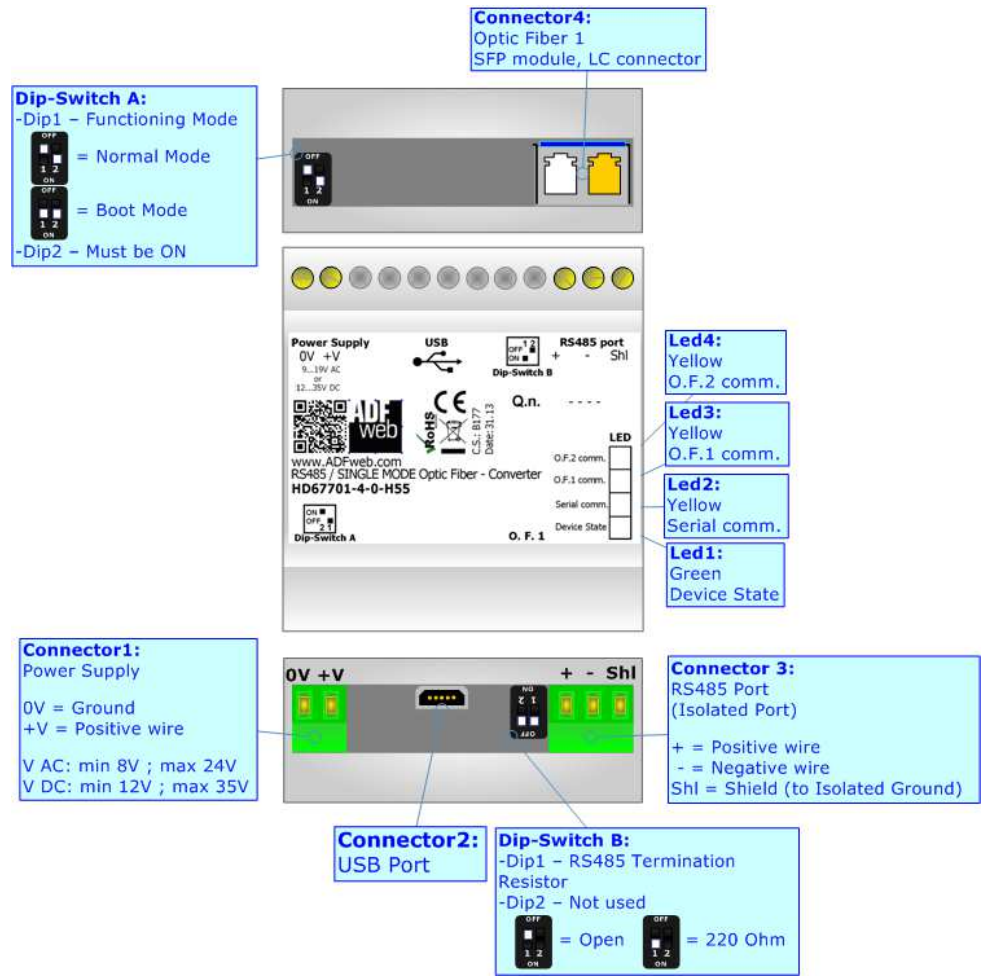 Connector4:
Optic Fiber 1
SFP module, LC connector
Dip-Switch A:
-Dip1 – Functioning Mode
OFF
1 2
ON
= Normal Mode
OFF
1 2
ON
= Boot Mode
-Dip2 – Must be ON
OFF
1 2
ON
Power Supply
0V +V
9...19V AC
or
12...35V DC
USB
1 2
OFF
ON
Dip-Switch B
RS485 port
+ - Shl
ADF
web
RoHS
CE
C.S.: B177
Date:31.13
Q.n. - - - -
LED
O.F.2 comm.
O.F.1 comm.
Serial comm.
Device State
www.ADFweb.com
RS485 / SINGLE MODE Optic Fiber - Converter
HD67701-4-0-H55
ON
OFF
2 1
Dip-Switch A
O. F. 1
Led4:
Yellow
O.F.2 comm.
Led3:
Yellow
O.F.1 comm.
Led2:
Yellow
Serial comm.
Led1:
Green
Device State
Connector1:
Power Supply
0V = Ground
+V = Positive wire
V AC: min 8V ; max 24V
V DC: min 12V ; max 35V
0V +V
+ - Shl
ON
1 2
OFF
Connector 3:
RS485 Port
(Isolated Port)
+ = Positive wire
- = Negative wire
Shl = Shield (to Isolated Ground)
Connector2:
USB Port
Dip-Switch B:
-Dip1 – RS485 Termination
Resistor
-Dip2 – Not used
OFF
1 2
ON
= Open
OFF
1 2
ON
= 220 Ohm